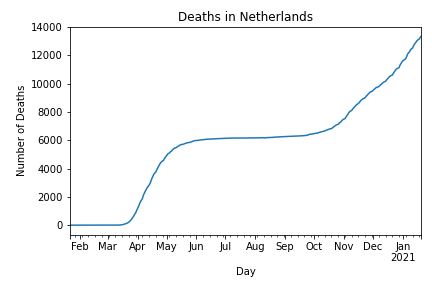 Deaths in Netherlands
14000
12000
10000
8000
6000
4000
2000
0
Number of Deaths
Feb Mar Apr May Jun Jul Aug Sep Oct Nov Dec Jan
2021
Day